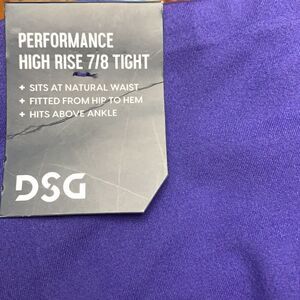 PERFORMANCE
HIGH RISE 7/8 TIGHT
+ SITS AT NATURAL WAIST
+ FITTED FROM HIP TO HEM
+ HITS ABOVE ANKLE
DSG